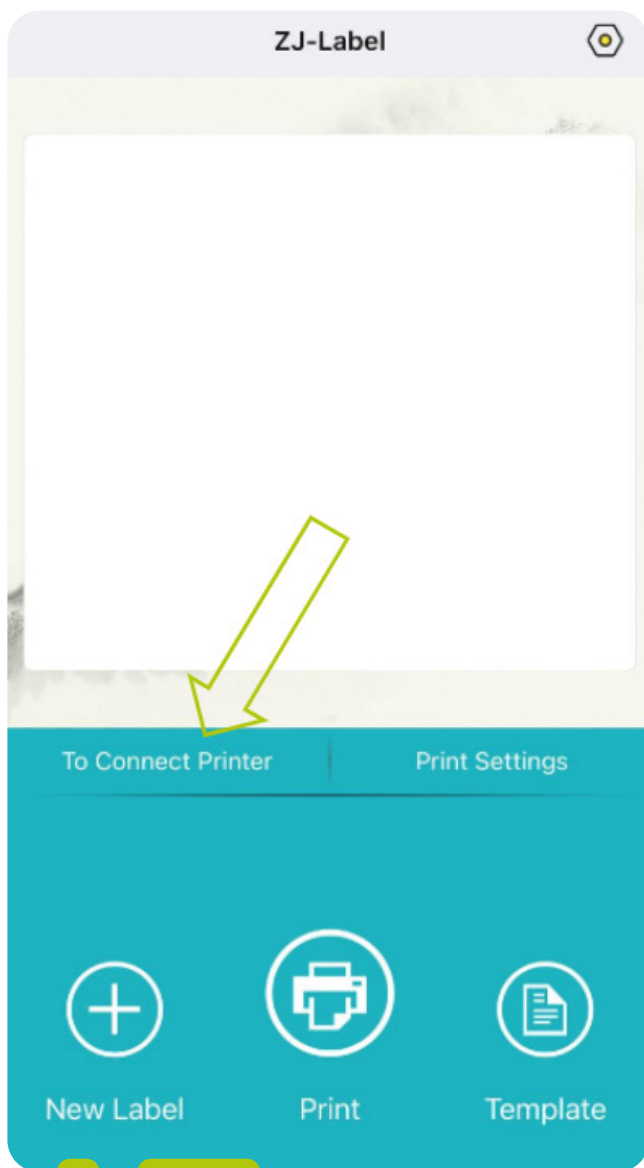 ZJ-Label
To Connect Printer
Print Settings
New Label
Print
Template